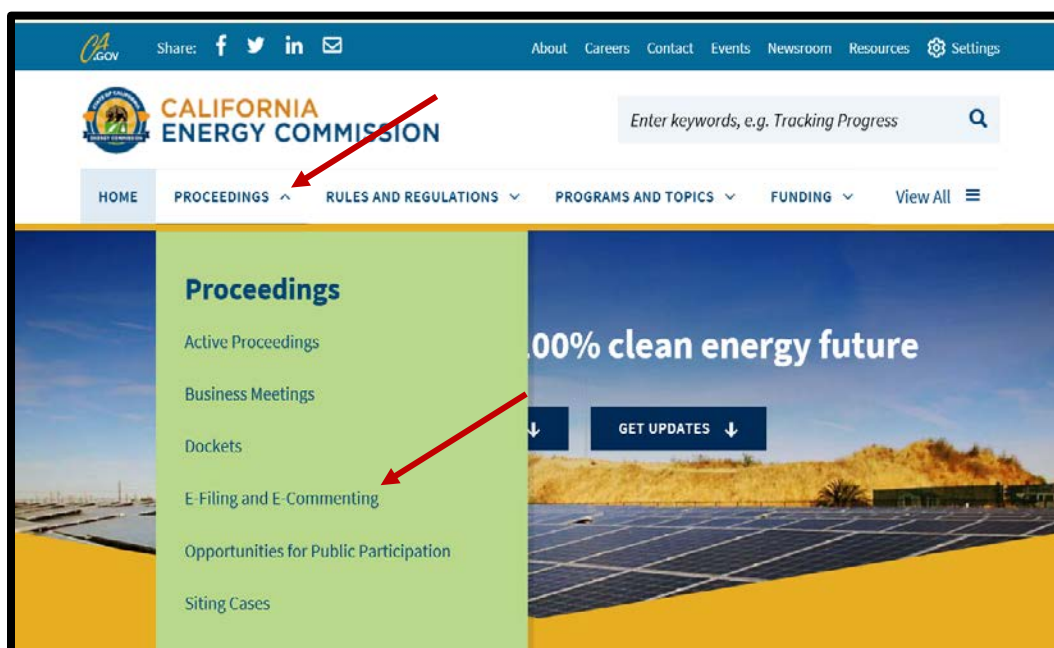 CA.GOV Share: About Careers Contact Events Newsroom Resources Settings
CALIFORNIA
ENERGY COMMISSION
Enter keywords, e.g. Tracking Progress
HOME PROCEEDINGS RULES AND REGULATIONS PROGRAMS AND TOPICS FUNDING View All
Proceedings
Active Proceedings
00% clean energy future
Business Meetings
GET UPDATES
Dockets
E-Filing and E-Commenting
Opportunities for Public Participation
Siting Cases